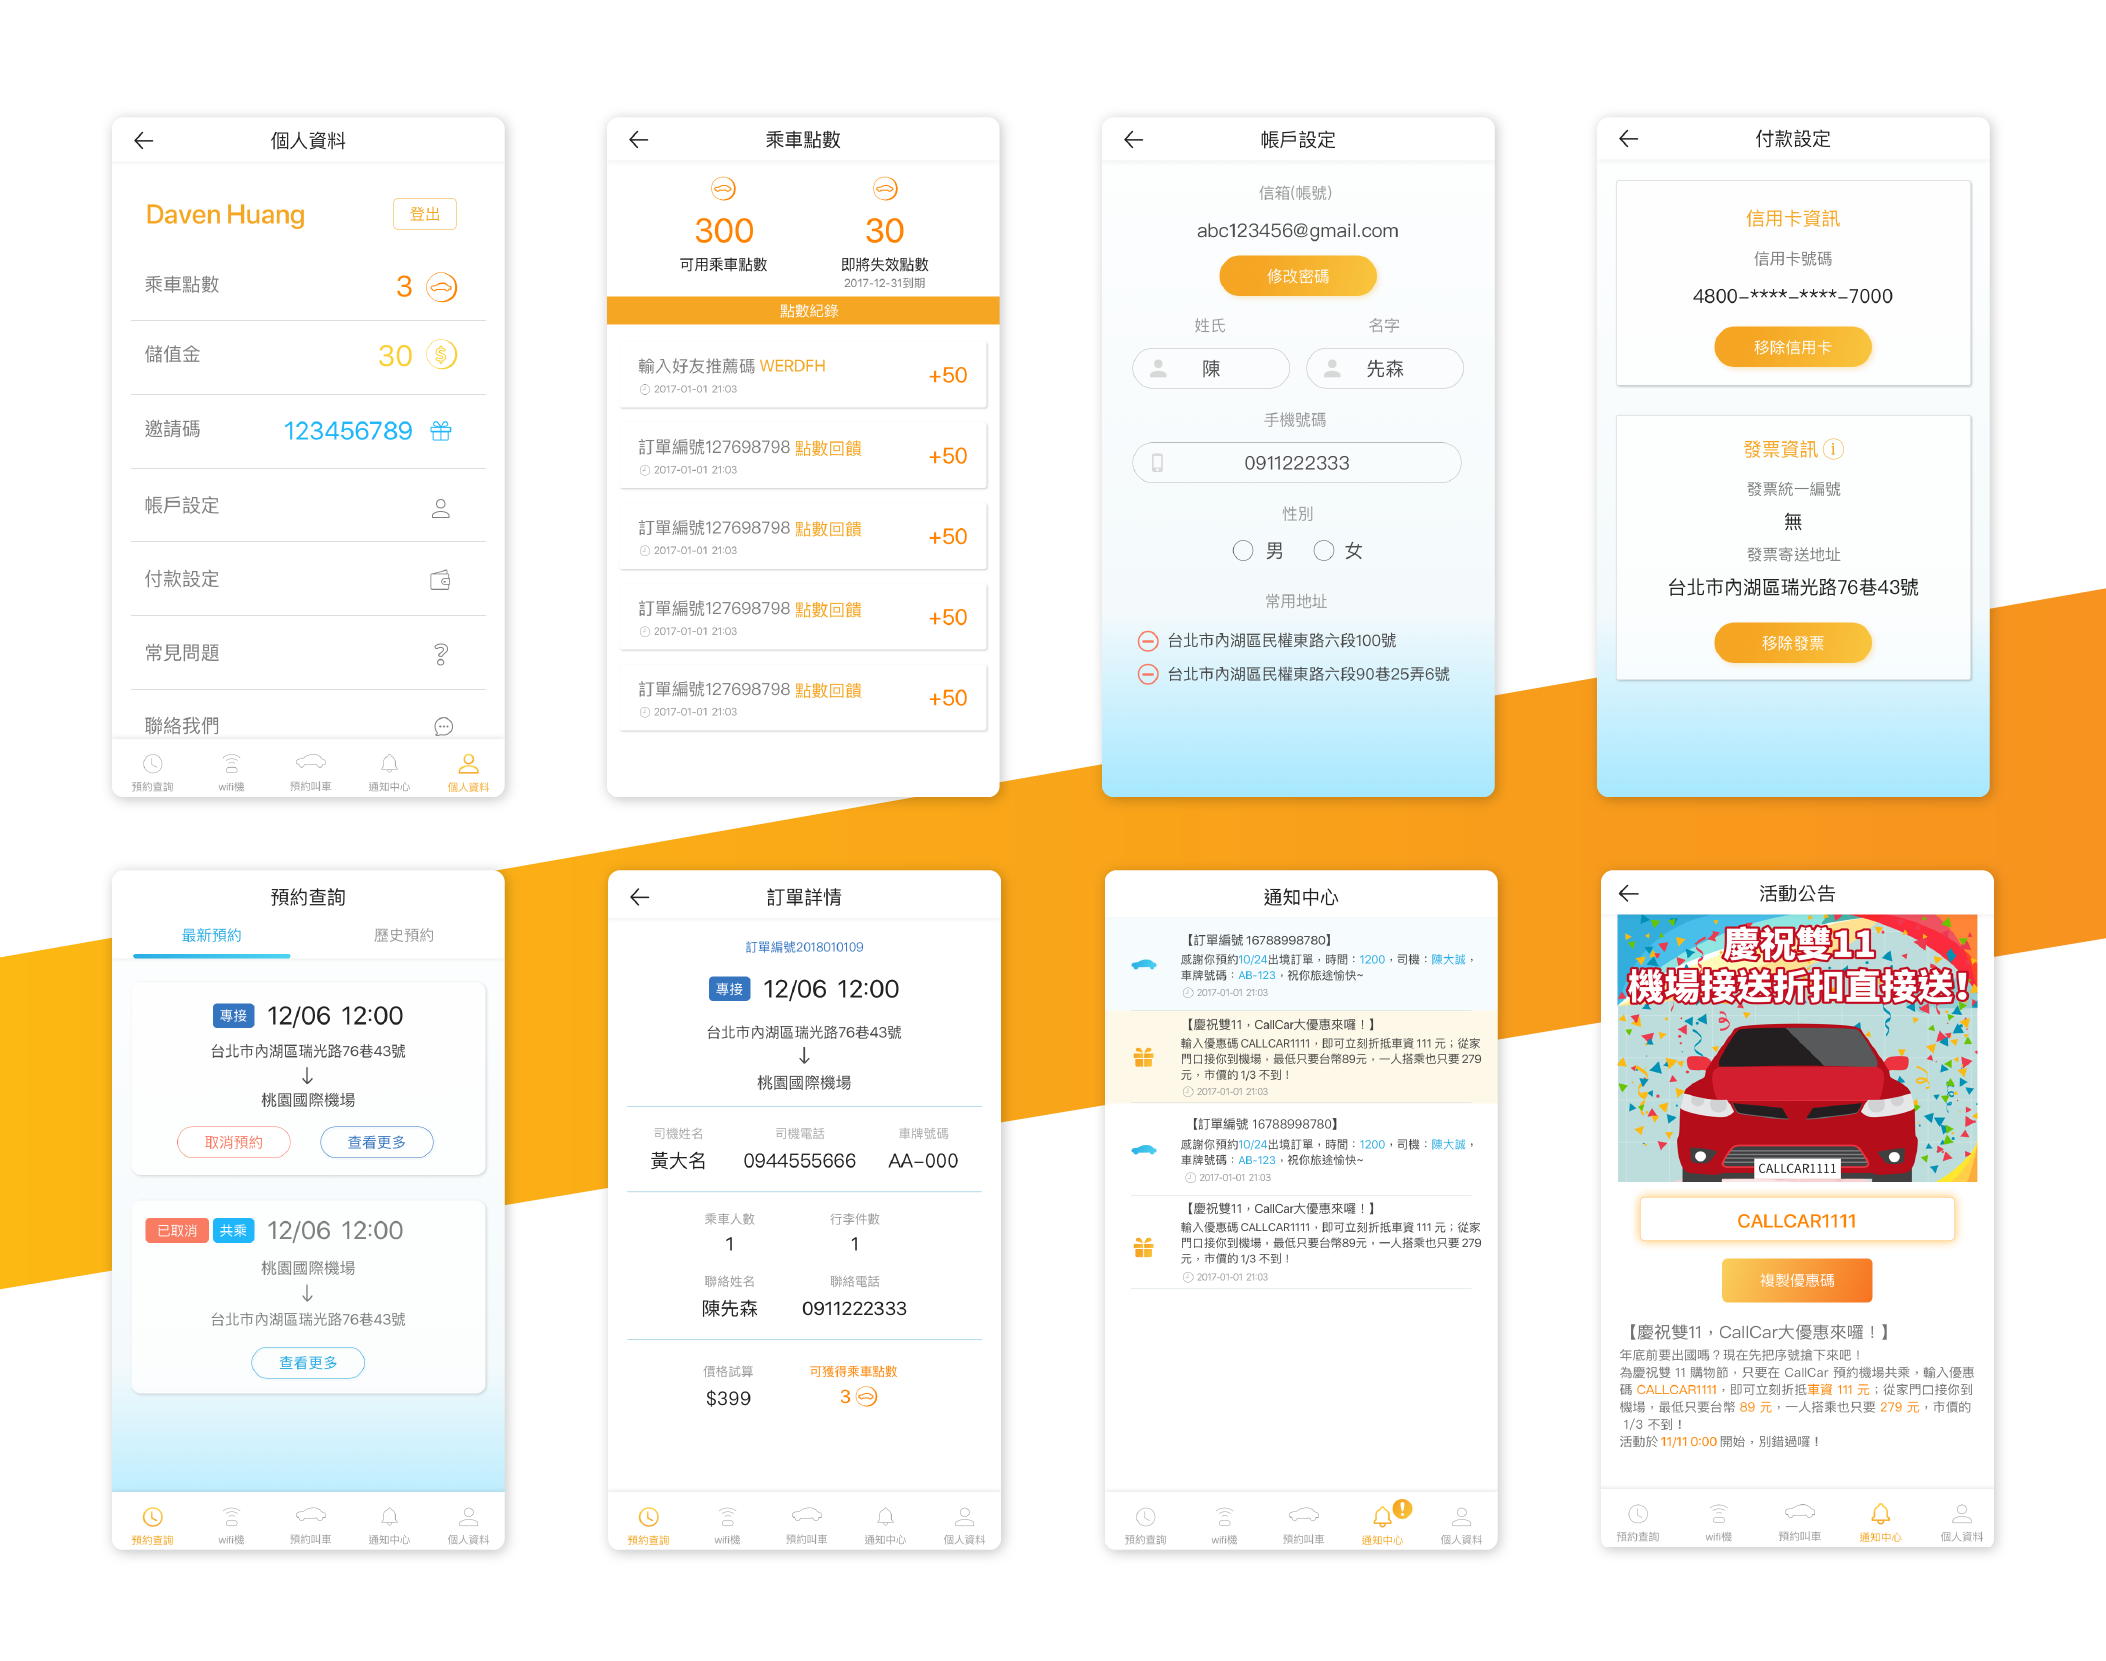 個人資料
Daven Huang
登出
乘車點數 3
儲值金 30
邀請碼 123456789
帳戶設定
付款設定
常見問題
聯絡我們
預約查詢 wifi機 預約叫車 通知中心 個人資料
乘車點數
300 30
可用乘車點數 即將失效點數
2017-12-31到期
點數紀錄
輸入好友推薦碼 WERDFH
2017-01-01 21:03
+50
訂單編號127698798 點數回饋
2017-01-01 21:03
+50
訂單編號127698798 點數回饋
2017-01-01 21:03
+50
訂單編號127698798 點數回饋
2017-01-01 21:03
+50
訂單編號127698798 點數回饋
2017-01-01 21:03
+50
帳戶設定
信箱(帳號)
abc123456@gmail.com
修改密碼
姓氏 名字
陳 先森
手機號碼
0911222333
性別
男 女
常用地址
台北市內湖區民權東路六段100號
台北市內湖區民權東路六段90巷25弄6號
付款設定
信用卡資訊
信用卡號碼
4800-****-****-7000
移除信用卡
發票資訊 i
發票統一編號
無
發票寄送地址
台北市內湖區瑞光路76巷43號
移除發票
預約查詢
最新預約 歷史預約
專接 12/06 12:00
台北市內湖區瑞光路76巷43號
↓
桃園國際機場
取消預約 查看更多
已取消 共乘 12/06 12:00
桃園國際機場
↓
台北市內湖區瑞光路76巷43號
查看更多
預約查詢 wifi機 預約叫車 通知中心 個人資料
訂單詳情
訂單編號2018010109
專接 12/06 12:00
台北市內湖區瑞光路76巷43號
↓
桃園國際機場
司機姓名 司機電話 車牌號碼
黃大名 0944555666 AA-000
乘車人數 行李件數
1 1
聯絡姓名 聯絡電話
陳先森 0911222333
價格試算 可獲得乘車點數
$399 3
預約查詢 wifi機 預約叫車 通知中心 個人資料
通知中心
【訂單編號 16788998780】
感謝你預約10/24出境訂單，時間：1200，司機：陳大誠，
車牌號碼：AB-123，祝你旅途愉快~
2017-01-01 21:03
【慶祝雙11，CallCar大優惠來囉！】
輸入優惠碼 CALLCAR1111，即可立刻折抵車資 111 元；從家
門口接你到機場，最低只要台幣89元，一人搭乘也只要 279
元，市價的 1/3 不到！
2017-01-01 21:03
【訂單編號 16788998780】
感謝你預約10/24出境訂單，時間：1200，司機：陳大誠，
車牌號碼：AB-123，祝你旅途愉快~
2017-01-01 21:03
【慶祝雙11，CallCar大優惠來囉！】
輸入優惠碼 CALLCAR1111，即可立刻折抵車資 111 元；從家
門口接你到機場，最低只要台幣89元，一人搭乘也只要 279
元，市價的 1/3 不到！
2017-01-01 21:03
預約查詢 wifi機 預約叫車 通知中心 個人資料
活動公告
慶祝雙11
機場接送折扣直接送!
CALLCAR1111
CALLCAR1111
複製優惠碼
【慶祝雙11，CallCar大優惠來囉！】
年底前要出國嗎？現在先把序號搶下來吧！
為慶祝雙 11 購物節，只要在 CallCar 預約機場共乘，輸入優惠
碼 CALLCAR1111，即可立刻折抵車資 111 元；從家門口接你到
機場，最低只要台幣 89 元，一人搭乘也只要 279 元，市價的
1/3 不到！
活動於 11/11 0:00 開始，別錯過囉！
預約查詢 wifi機 預約叫車 通知中心 個人資料